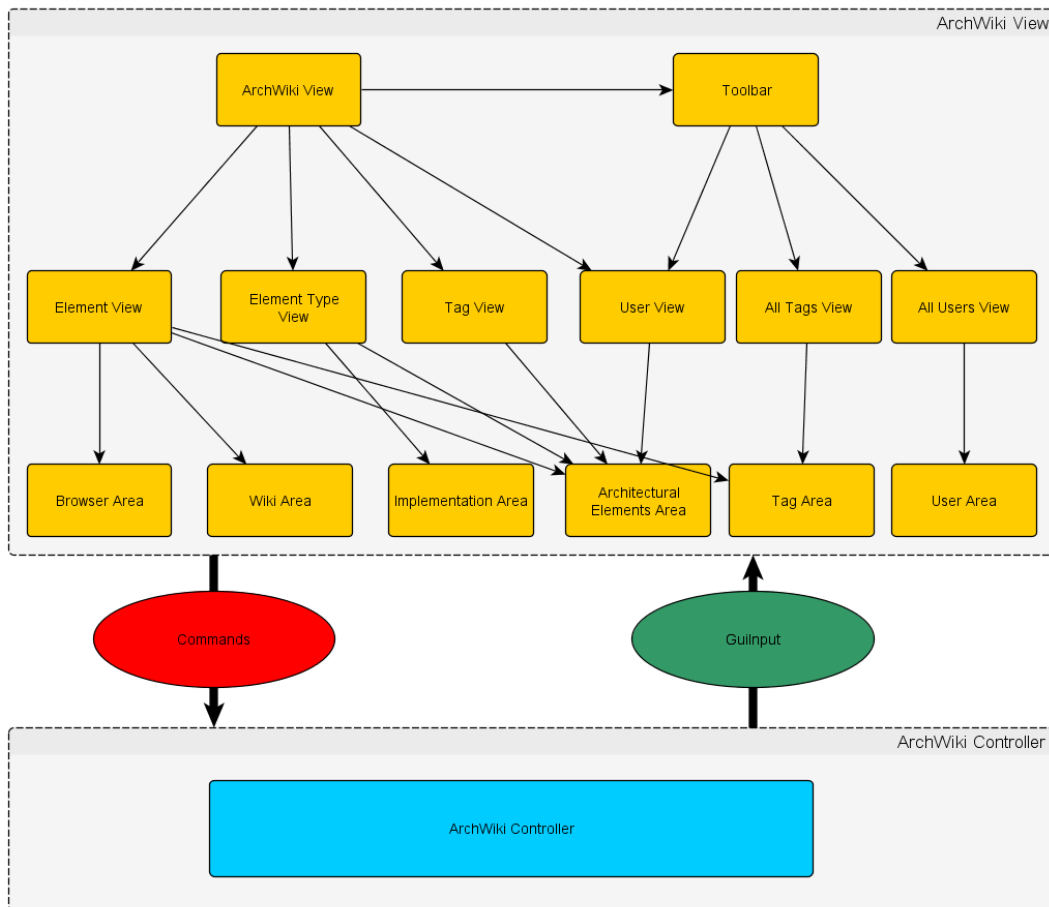 ArchWiki View
ArchWiki View
Toolbar
Element View
Element Type
View
Tag View
User View
All Tags View
All Users View
Browser Area
Wiki Area
Implementation Area
Architectural
Elements Area
Tag Area
User Area
Commands
GuiInput
ArchWiki Controller
ArchWiki Controller